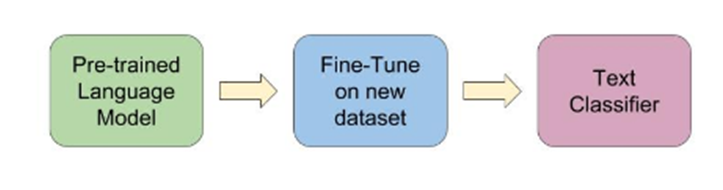 Pre-trained
Language
Model
Fine-Tune
on new
dataset
Text
Classifier